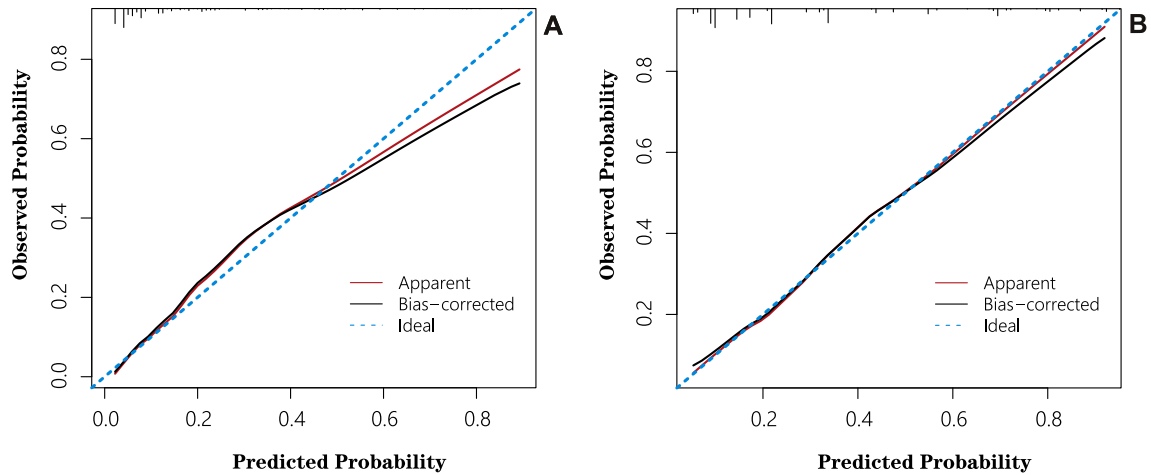 A
Observed Probability
0.8
0.6
0.4
0.2
0.0
Apparent
Bias-corrected
Ideal
0.0 0.2 0.4 0.6 0.8
Predicted Probability
B
Observed Probability
0.8
0.6
0.4
0.2
Apparent
Bias-corrected
Ideal
0.2 0.4 0.6 0.8
Predicted Probability